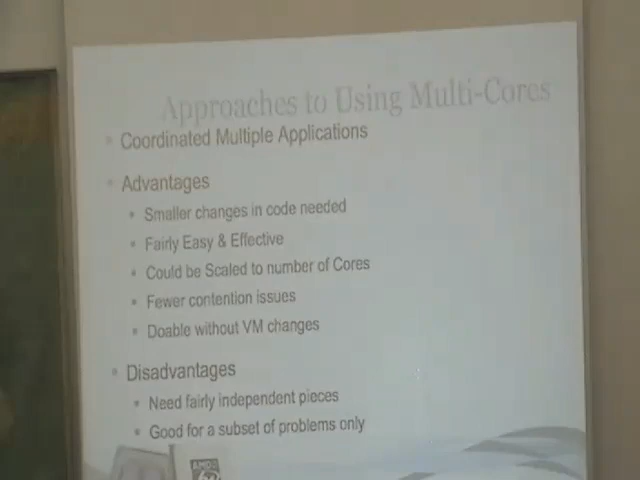 Approaches to Using Multi-Cores
Coordinated Multiple Applications
Advantages
Smaller changes in code needed
Fairly Easy & Effective
Could be Scaled to number of Cores
Fewer contention issues
Doable without VM changes
Disadvantages
Need fairly independent pieces
Good for a subset of problems only